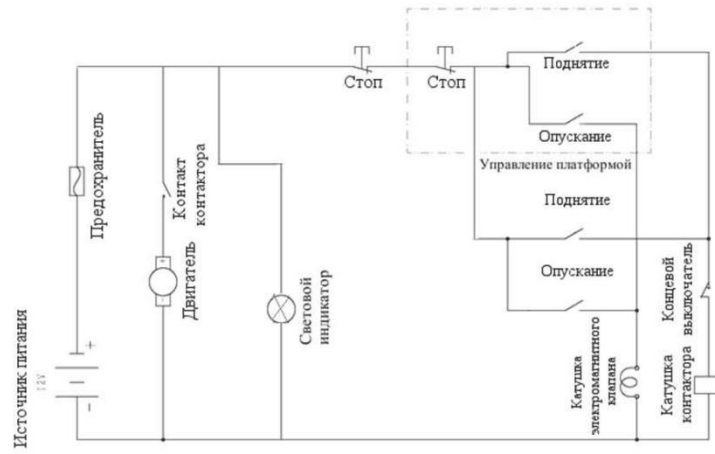 Стоп
Стоп
Поднятие
Опускание
Управление платформой
Предохранитель
Контакт
контактора
Двигатель
Световой
индикатор
Поднятие
Опускание
Концевой
выключатель
Источник питания
12V
+
−
Катушка
электромагнитного
клапана
Катушка
контактора